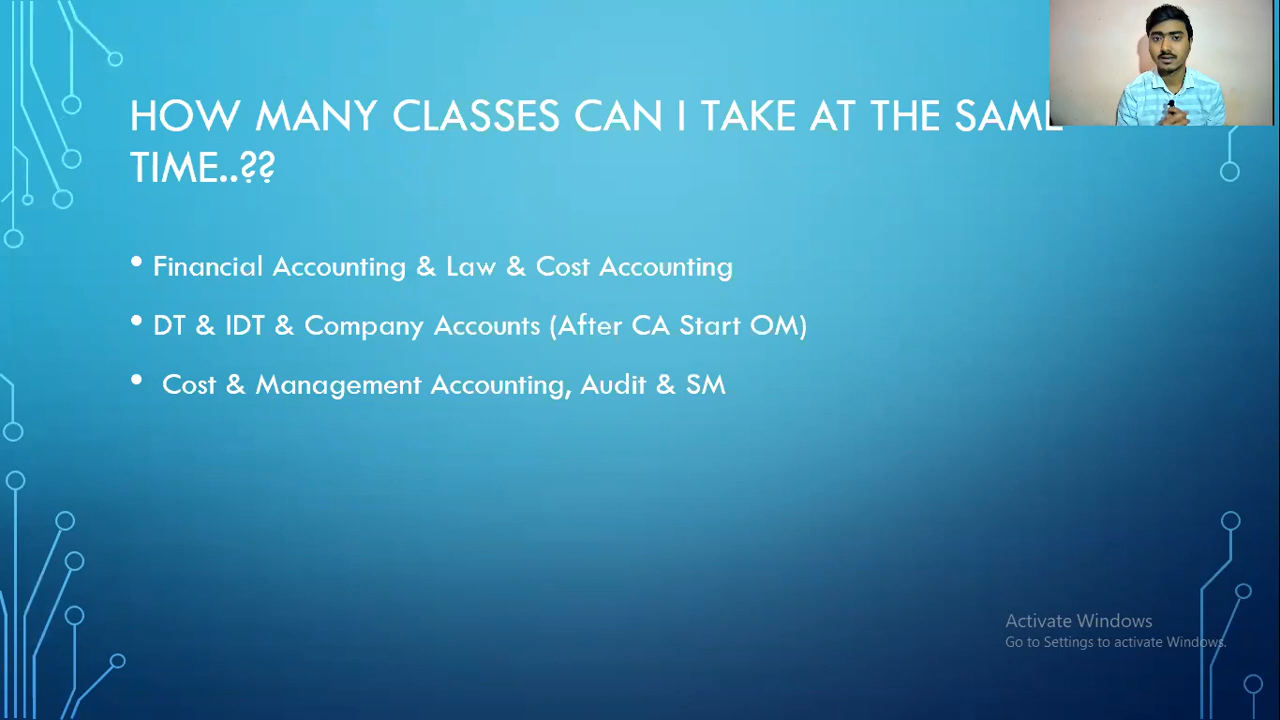 HOW MANY CLASSES CAN I TAKE AT THE SAME
TIME..??
• Financial Accounting & Law & Cost Accounting
• DT & IDT & Company Accounts (After CA Start OM)
• Cost & Management Accounting, Audit & SM
Activate Windows
Go to Settings to activate Windows.